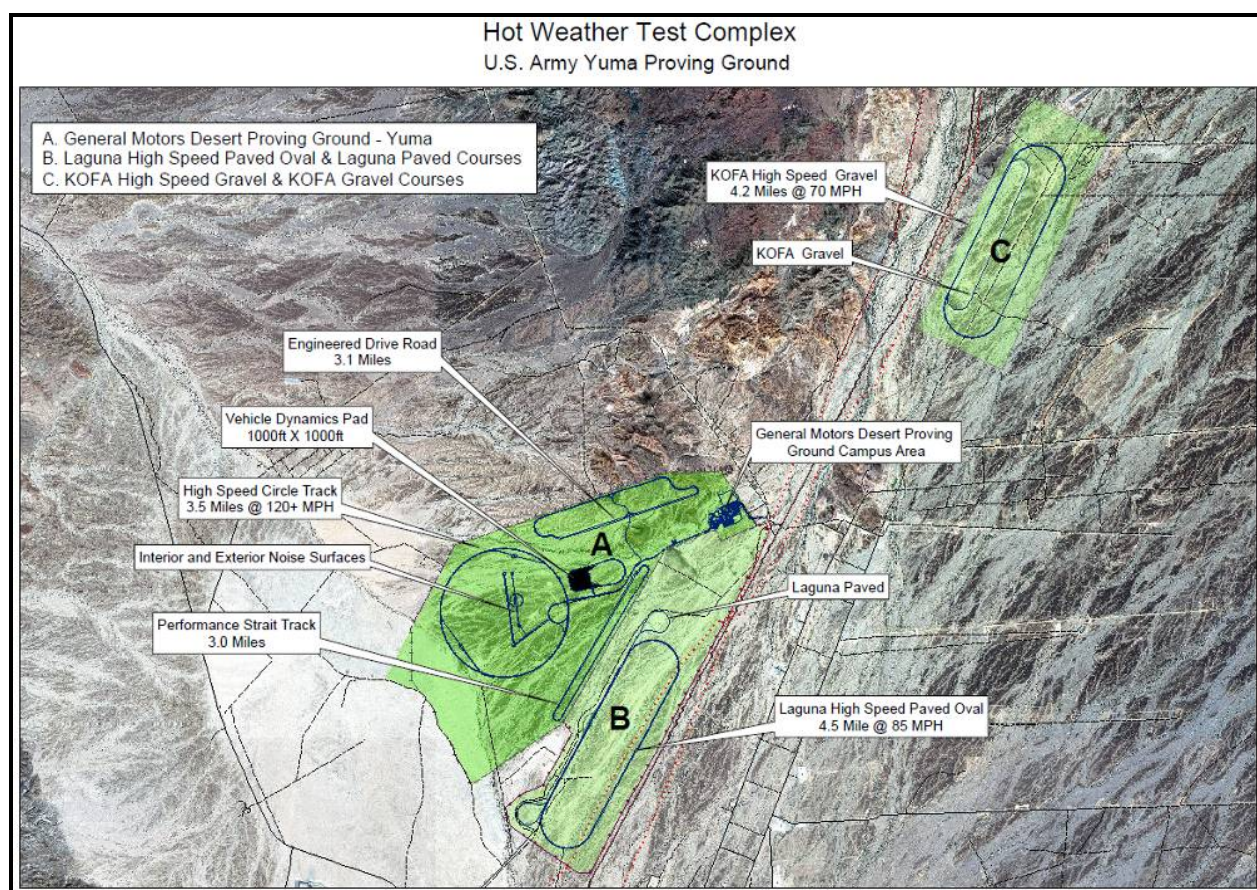 Hot Weather Test Complex
U.S. Army Yuma Proving Ground
A. General Motors Desert Proving Ground - Yuma
B. Laguna High Speed Paved Oval & Laguna Paved Courses
C. KOFA High Speed Gravel & KOFA Gravel Courses
KOFA High Speed Gravel
4.2 Miles @ 70 MPH
KOFA Gravel
C
Engineered Drive Road
3.1 Miles
Vehicle Dynamics Pad
1000ft X 1000ft
General Motors Desert Proving
Ground Campus Area
High Speed Circle Track
3.5 Miles @ 120+ MPH
A
Interior and Exterior Noise Surfaces
Laguna Paved
Performance Strait Track
3.0 Miles
B
Laguna High Speed Paved Oval
4.5 Mile @ 85 MPH